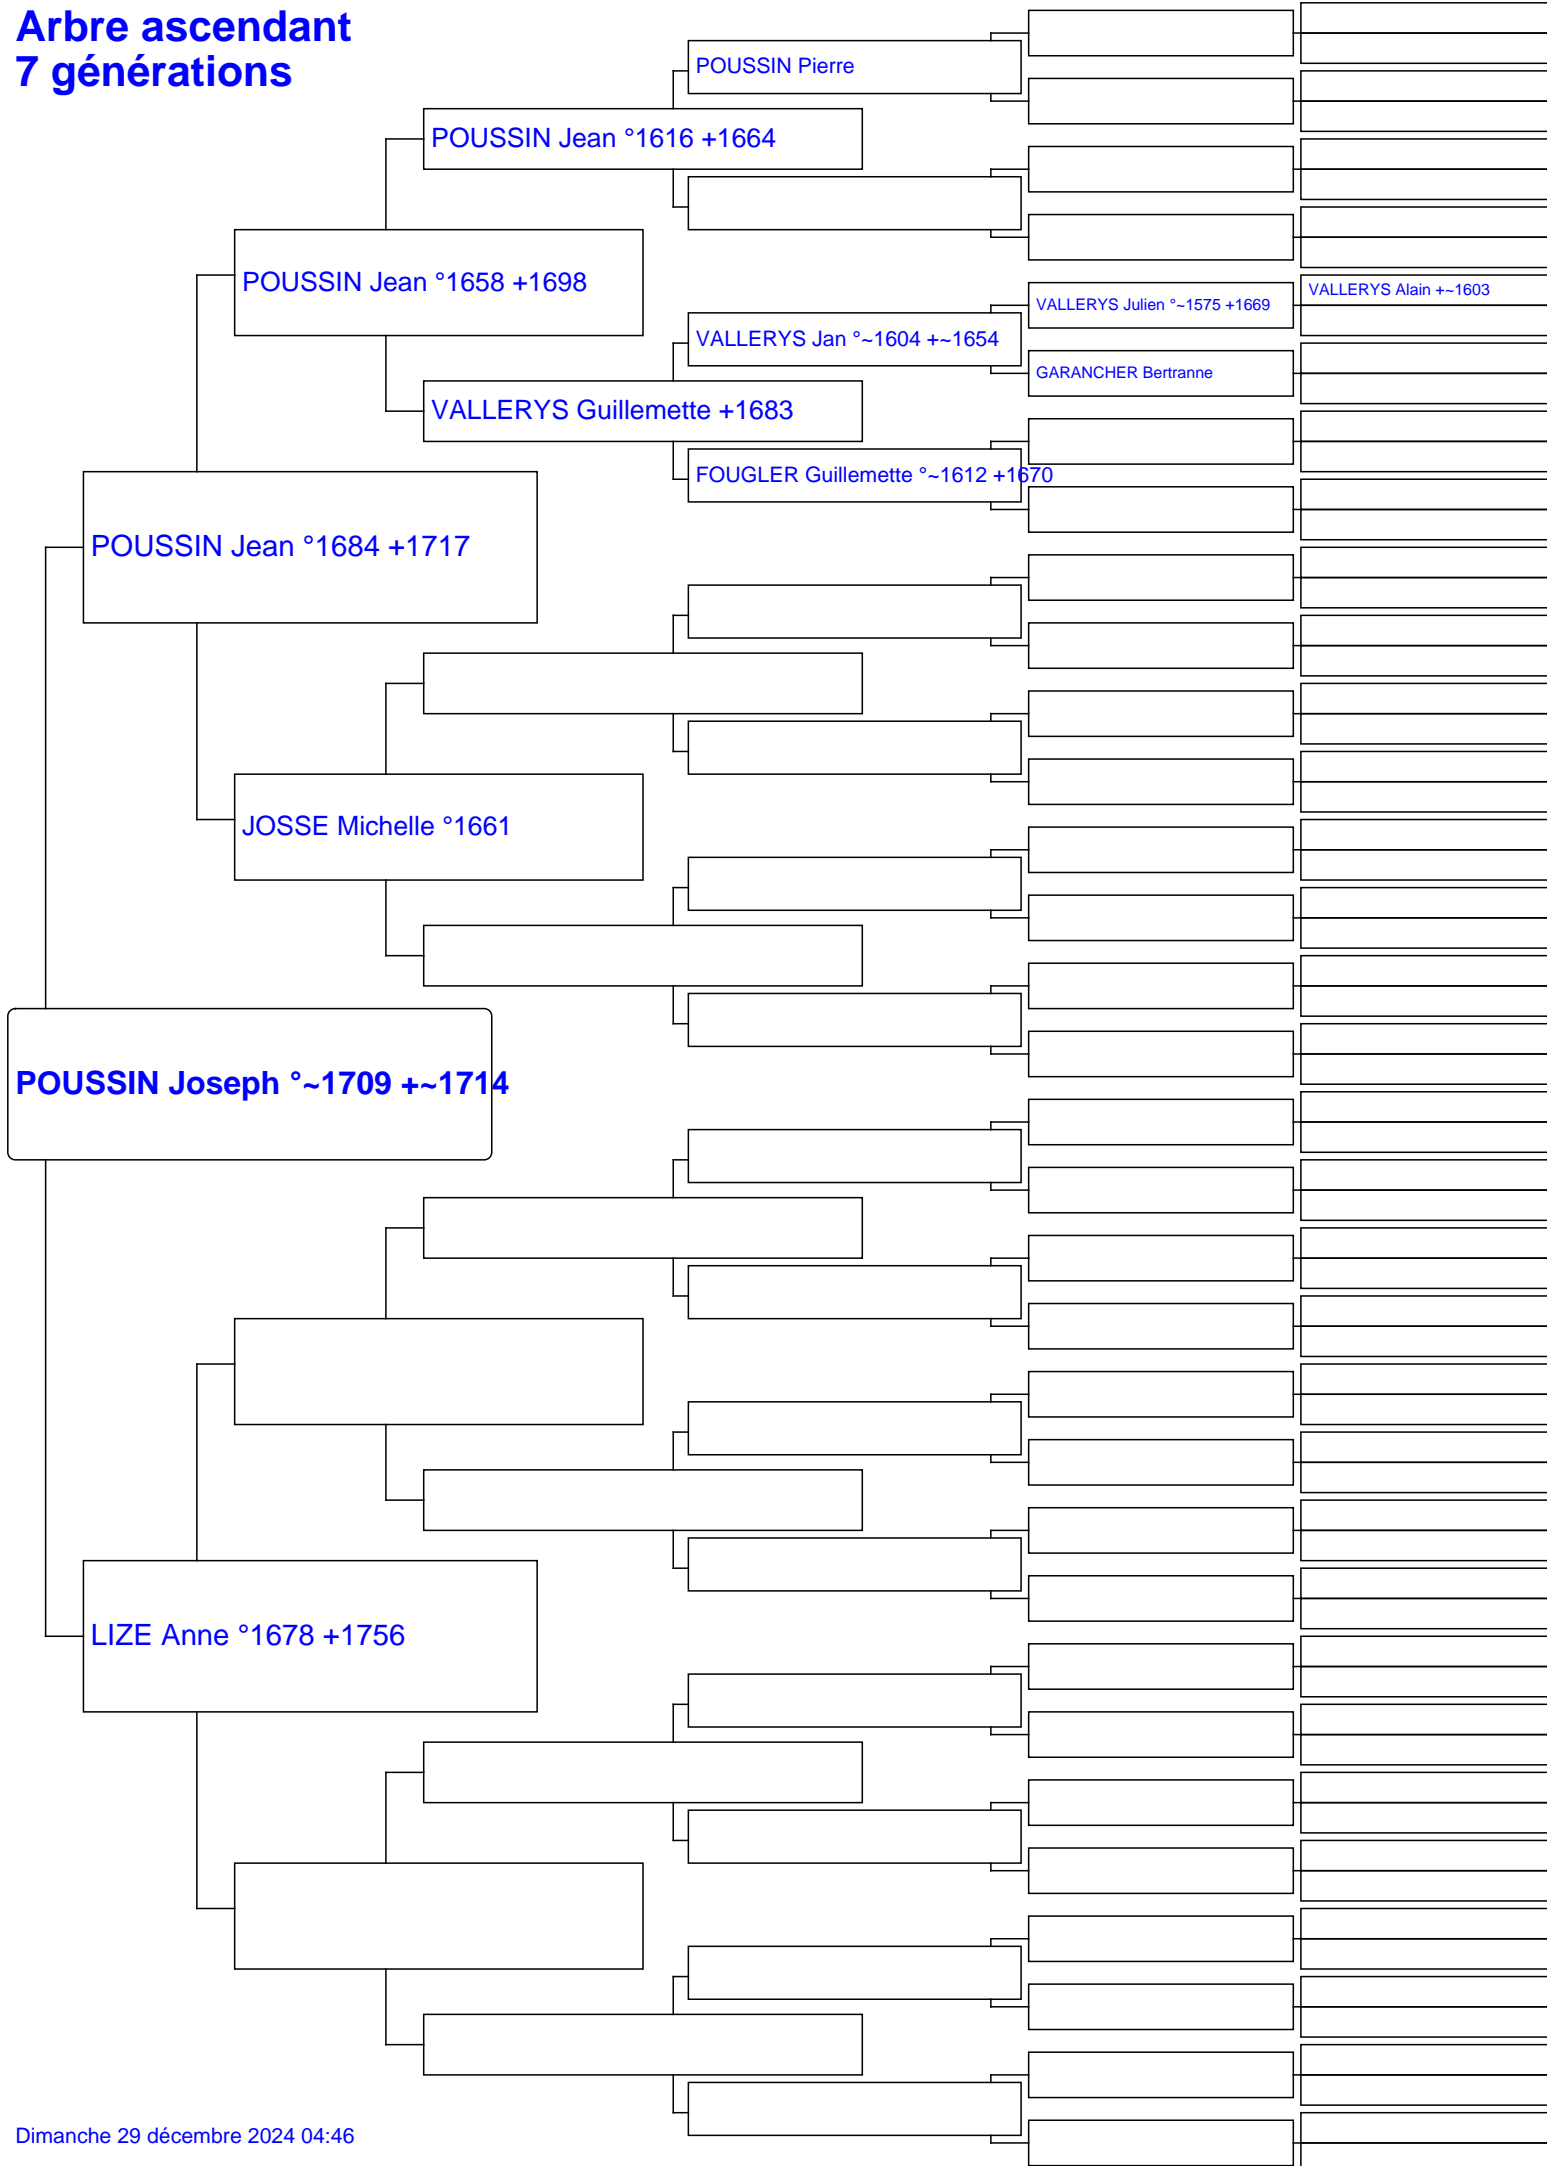 Arbre ascendant
7 générations
POUSSIN Pierre
POUSSIN Jean °1616 +1664
POUSSIN Jean °1658 +1698
VALLERYS Alain +~1603
VALLERYS Julien °~1575 +1669
VALLERYS Jan °~1604 +~1654
GARANCHER Bertranne
VALLERYS Guillemette +1683
FOUGLER Guillemette °~1612 +1670
POUSSIN Jean °1684 +1717
JOSSE Michelle °1661
POUSSIN Joseph °~1709 +~1714
LIZE Anne °1678 +1756
Dimanche 29 décembre 2024 04:46